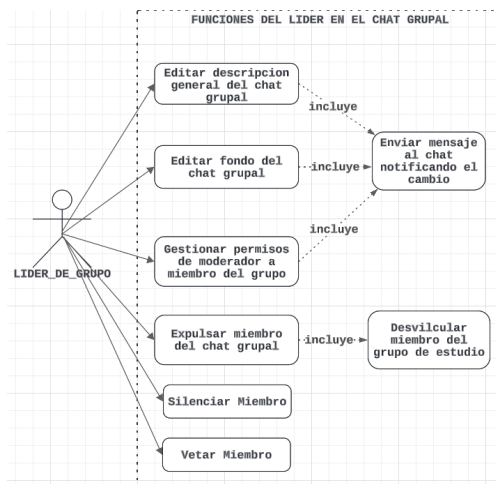 FUNCIONES DEL LIDER EN EL CHAT GRUPAL
Editar descripcion
general del chat
grupal
incluye
Enviar mensaje
al chat
notificando el
cambio
Editar fondo del
chat grupal
incluye
incluye
Gestionar permisos
de moderador a
miembro del grupo
LIDER_DE_GRUPO
Expulsar miembro
del chat grupal
incluye
Desvilcular
miembro del
grupo de estudio
Silenciar Miembro
Vetar Miembro